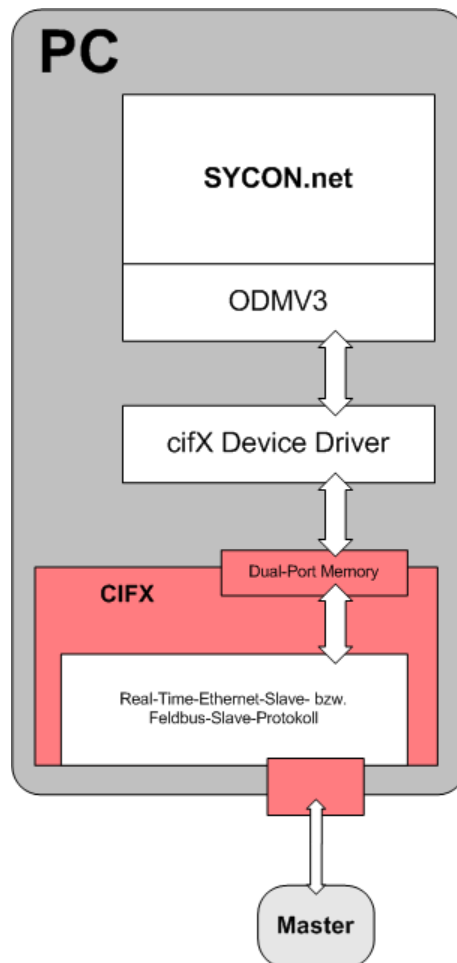 PC
SYCON.net
ODMV3
cifX Device Driver
Dual-Port Memory
CIFX
Real-Time-Ethernet-Slave- bzw.
Feldbus-Slave-Protokoll
Master